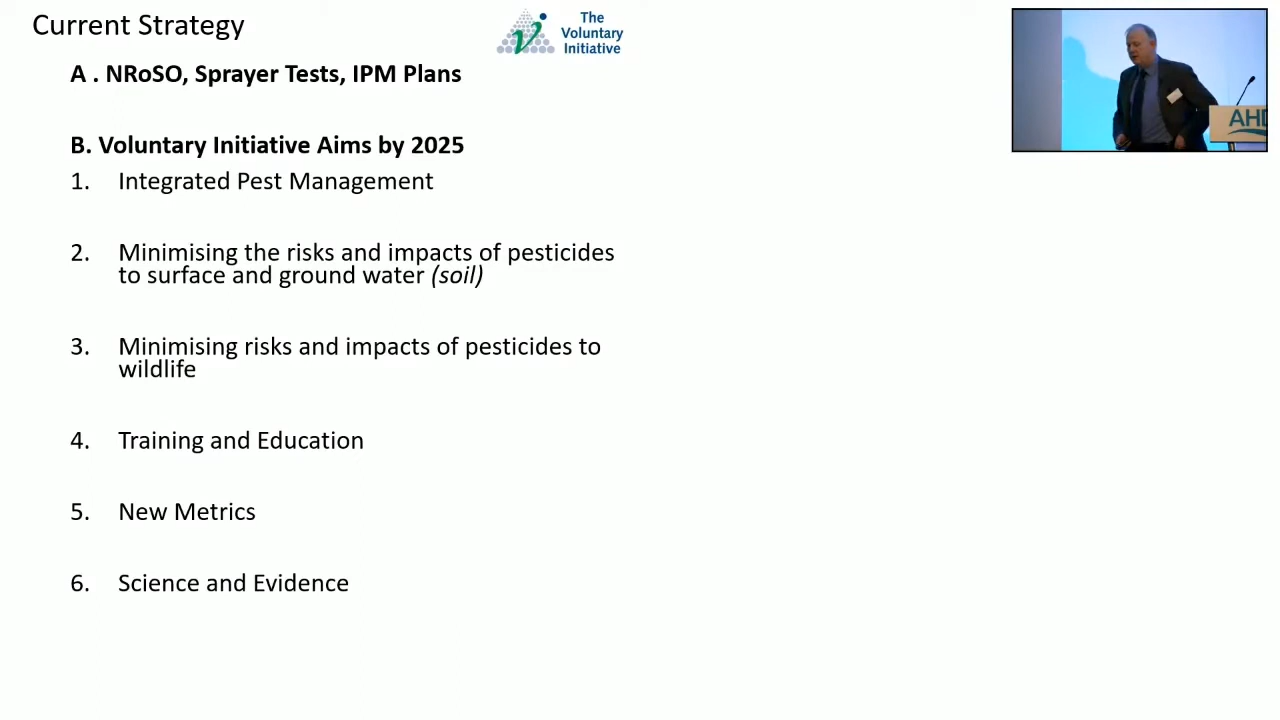 Current Strategy
The
Voluntary
Initiative
A . NRoSO, Sprayer Tests, IPM Plans
B. Voluntary Initiative Aims by 2025
1. Integrated Pest Management
2. Minimising the risks and impacts of pesticides
to surface and ground water (soil)
3. Minimising risks and impacts of pesticides to
wildlife
4. Training and Education
5. New Metrics
6. Science and Evidence
AHD